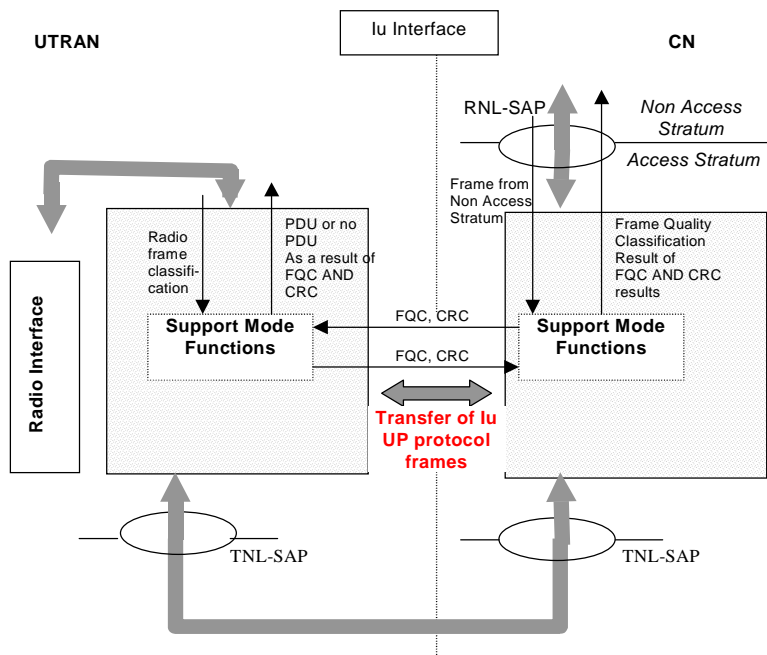 Iu Interface
UTRAN
CN
RNL-SAP
Non Access
Stratum
Access Stratum
Frame from
Non Access
Stratum
Radio
frame
classifi-
cation
PDU or no
PDU
As a result of
FQC AND
CRC
Frame Quality
Classification
Result of
FQC AND CRC
results
Radio Interface
Support Mode
Functions
FQC, CRC
FQC, CRC
Support Mode
Functions
Transfer of Iu
UP protocol
frames
TNL-SAP
TNL-SAP